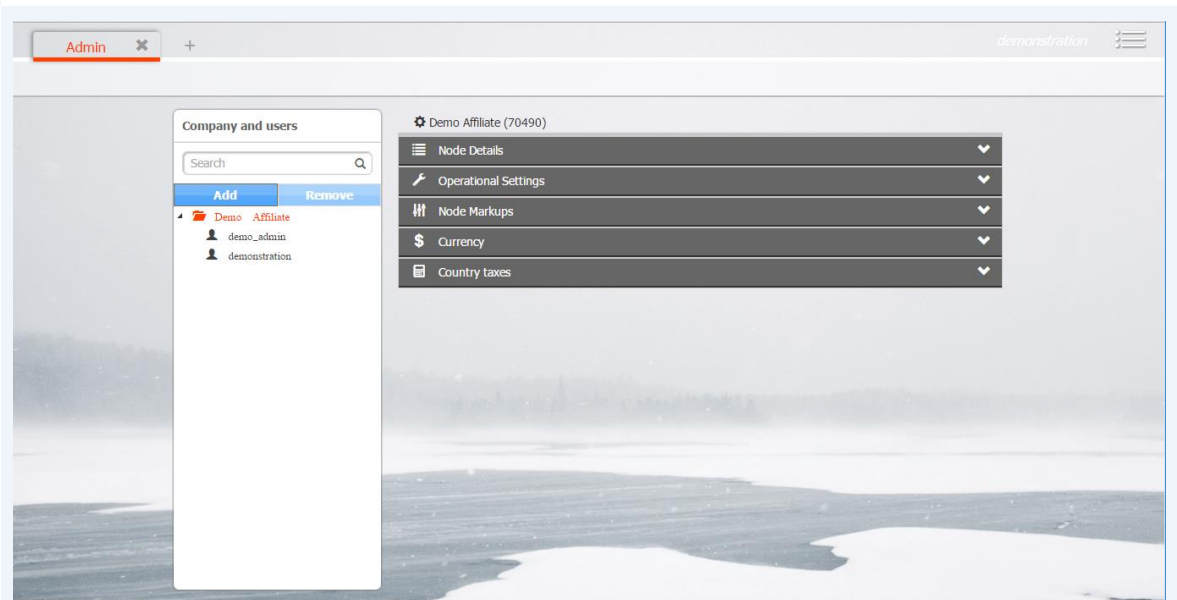 Admin
demonstration
Company and users
Search
Add Remove
Demo Affiliate
demo_admin
demonstration
Demo Affiliate (70490)
Node Details
Operational Settings
Node Markups
$ Currency
Country taxes